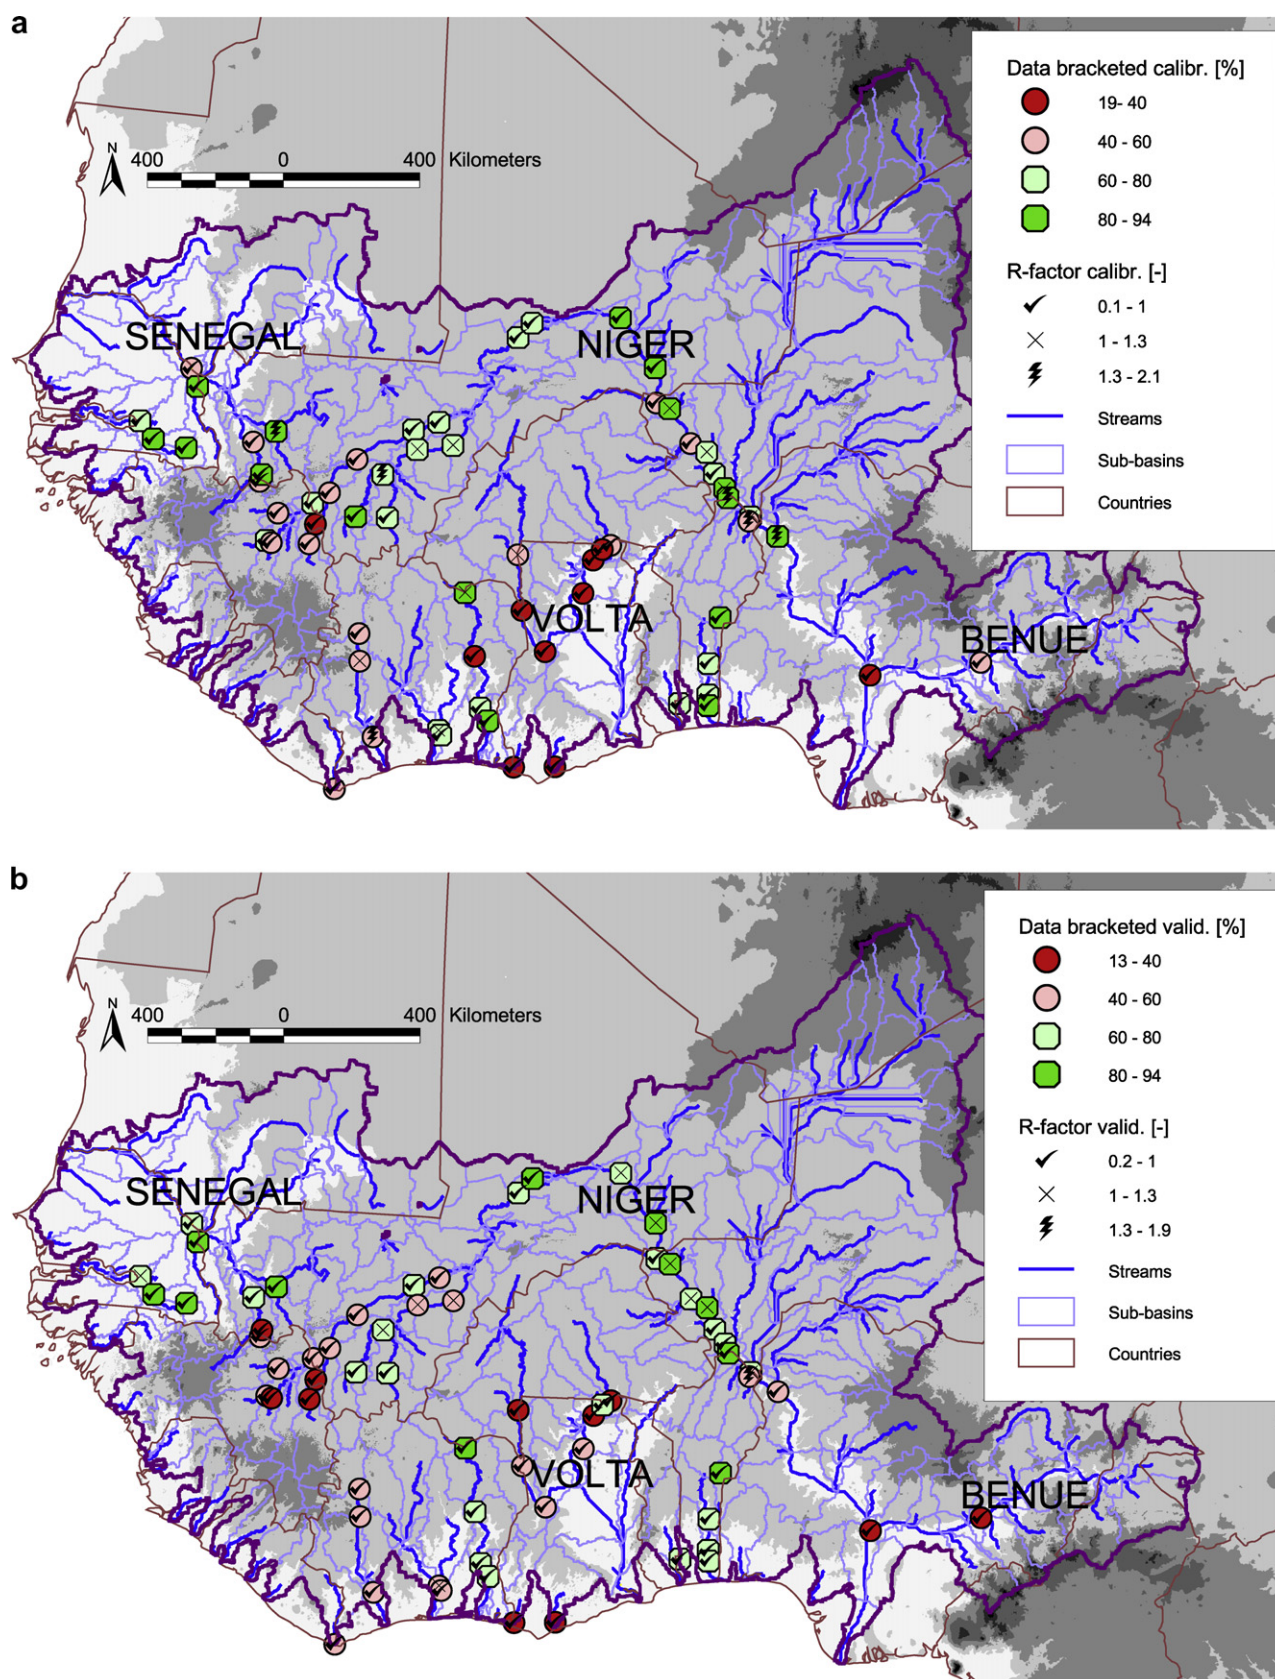 a
Data bracketed calibr. [%]
19- 40
40 - 60
60 - 80
80 - 94
R-factor calibr. [-]
0.1 - 1
1 - 1.3
1.3 - 2.1
Streams
Sub-basins
Countries
N
400 0 400 Kilometers
SENEGAL
NIGER
VOLTA
BENUE
b
Data bracketed valid. [%]
13 - 40
40 - 60
60 - 80
80 - 94
R-factor valid. [-]
0.2 - 1
1 - 1.3
1.3 - 1.9
Streams
Sub-basins
Countries
N
400 0 400 Kilometers
SENEGAL
NIGER
VOLTA
BENUE